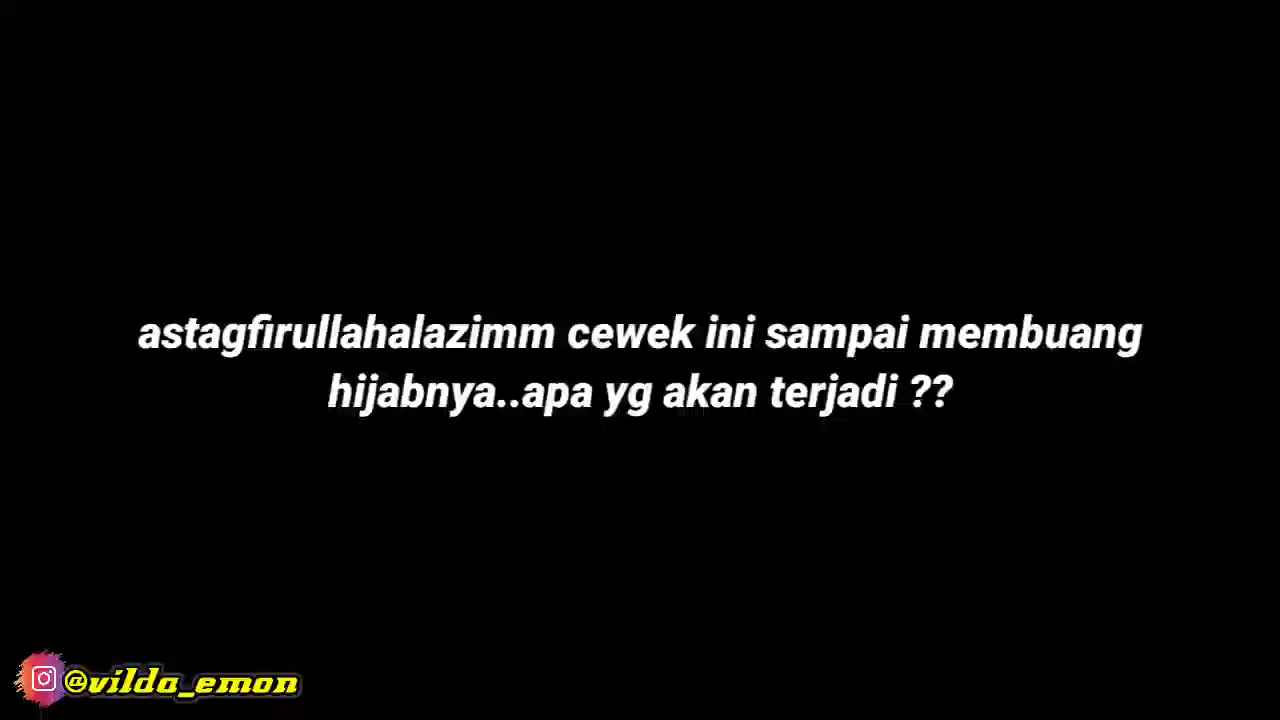 astagfirullahalazimm cewek ini sampai membuang
hijabnya..apa yg akan terjadi ??
@vilda_emon